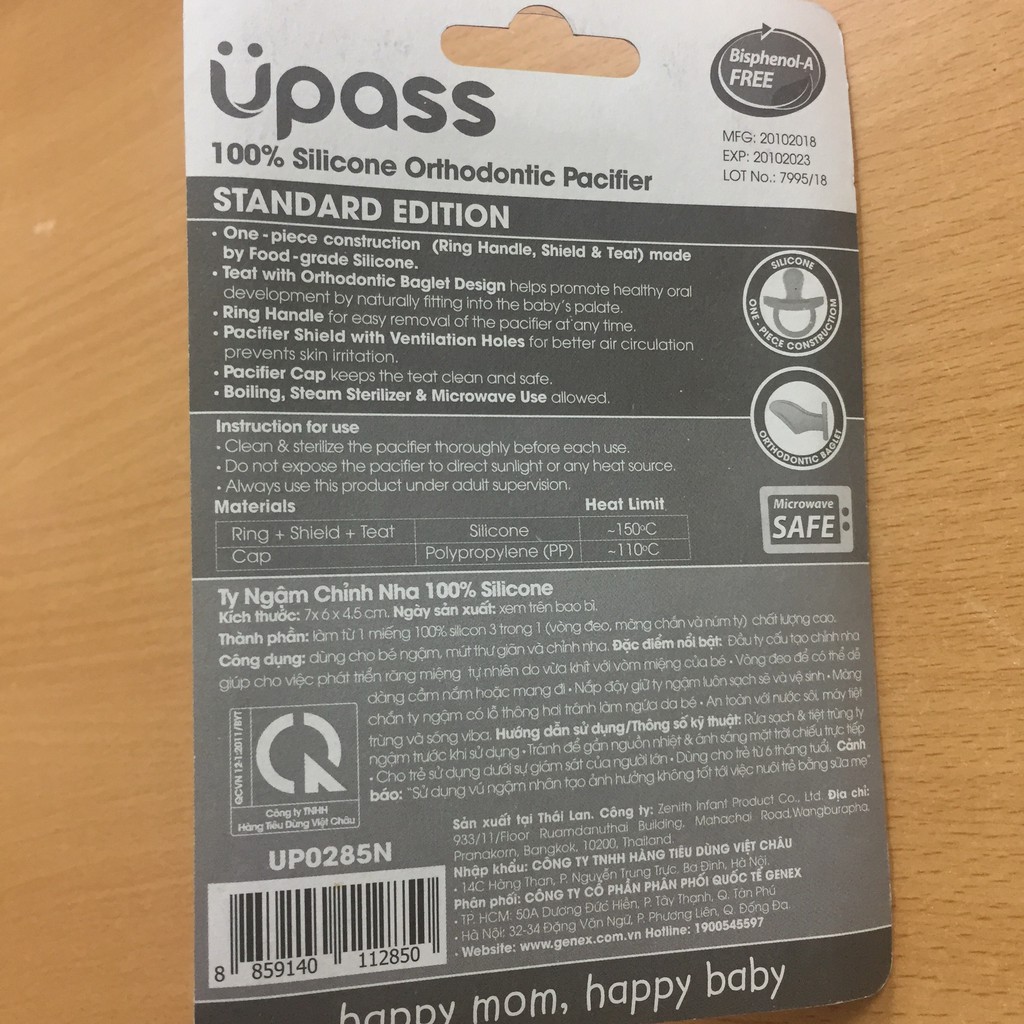 üpass
Bisphenol-A
FREE
MFG: 20102018
EXP: 20102023
LOT No.: 7995/18
100% Silicone Orthodontic Pacifier
STANDARD EDITION
• One-piece construction (Ring Handle, Shield & Teat) made
by Food-grade Silicone.
• Teat with Orthodontic Baglet Design helps promote healthy oral
development by naturally fitting into the baby's palate.
• Ring Handle for easy removal of the pacifier at any time.
• Pacifier Shield with Ventilation Holes for better air circulation
prevents skin irritation.
• Pacifier Cap keeps the teat clean and safe.
• Boiling, Steam Sterilizer & Microwave Use allowed.
SILICONE
ONE - PIECE CONSTRUCTION
ORTHODONTIC BAGLET
Instruction for use
• Clean & sterilize the pacifier thoroughly before each use.
• Do not expose the pacifier to direct sunlight or any heat source.
• Always use this product under adult supervision.
Materials Heat Limit
Ring + Shield + Teat Silicone ~150°C
Cap Polypropylene (PP) ~110°C
Microwave
SAFE
Ty Ngậm Chỉnh Nha 100% Silicone
Kích thước: 7x 6 x 4.5 cm. Ngày sản xuất: xem trên bao bì.
Thành phần: làm từ 1 miếng 100% silicon 3 trong 1 (vòng đeo, màng chắn và núm ty) chất lượng cao.
Công dụng: dùng cho bé ngậm, mút thư giãn và chỉnh nha. Đặc điểm nổi bật: Đầu ty cấu tạo chỉnh nha
giúp cho việc phát triển răng miệng tự nhiên do vừa khít với vòm miệng của bé • Vòng đeo để có thể dễ
dàng cầm nắm hoặc mang đi • Nắp đậy giữ ty ngậm luôn sạch sẽ và vệ sinh • Màng
chắn ty ngậm có lỗ thông hơi tránh làm ngứa da bé • An toàn với nước sôi, máy tiệt
trùng và sóng viba. Hướng dẫn sử dụng/Thông số kỹ thuật: Rửa sạch & tiệt trùng ty
ngậm trước khi sử dụng • Tránh để gần nguồn nhiệt & ánh sáng mặt trời chiếu trực tiếp
• Cho trẻ sử dụng dưới sự giám sát của người lớn • Dùng cho trẻ từ 6 tháng tuổi. Cảnh
báo: "Sử dụng vú ngậm nhân tạo ảnh hưởng không tốt tới việc nuôi trẻ bằng sữa mẹ"
QCVN 12-1:2011/BYT
Công ty TNHH
Hàng Tiêu Dùng Việt Châu
UP0285N
Sản xuất tại Thái Lan. Công ty: Zenith Infant Product Co., Ltd. Địa chỉ:
933/11/Floor Ruamdanuthai Building, Mahachai Road,Wangburapha,
Pranakorn, Bangkok, 10200, Thailand.
Nhập khẩu: CÔNG TY TNHH HÀNG TIÊU DÙNG VIỆT CHÂU
• 14C Hàng Than, P. Nguyễn Trung Trực, Ba Đình, Hà Nội.
Phân phối: CÔNG TY CỔ PHẦN PHÂN PHỐI QUỐC TẾ GENEX
• TP. HCM: 50A Dương Đức Hiền, P. Tây Thạnh, Q. Tân Phú
• Hà Nội: 32-34 Đặng Văn Ngữ, P. Phương Liên, Q. Đống Đa.
• Website: www.genex.com.vn Hotline: 1900545597
8 859140 112850
happy mom, happy baby